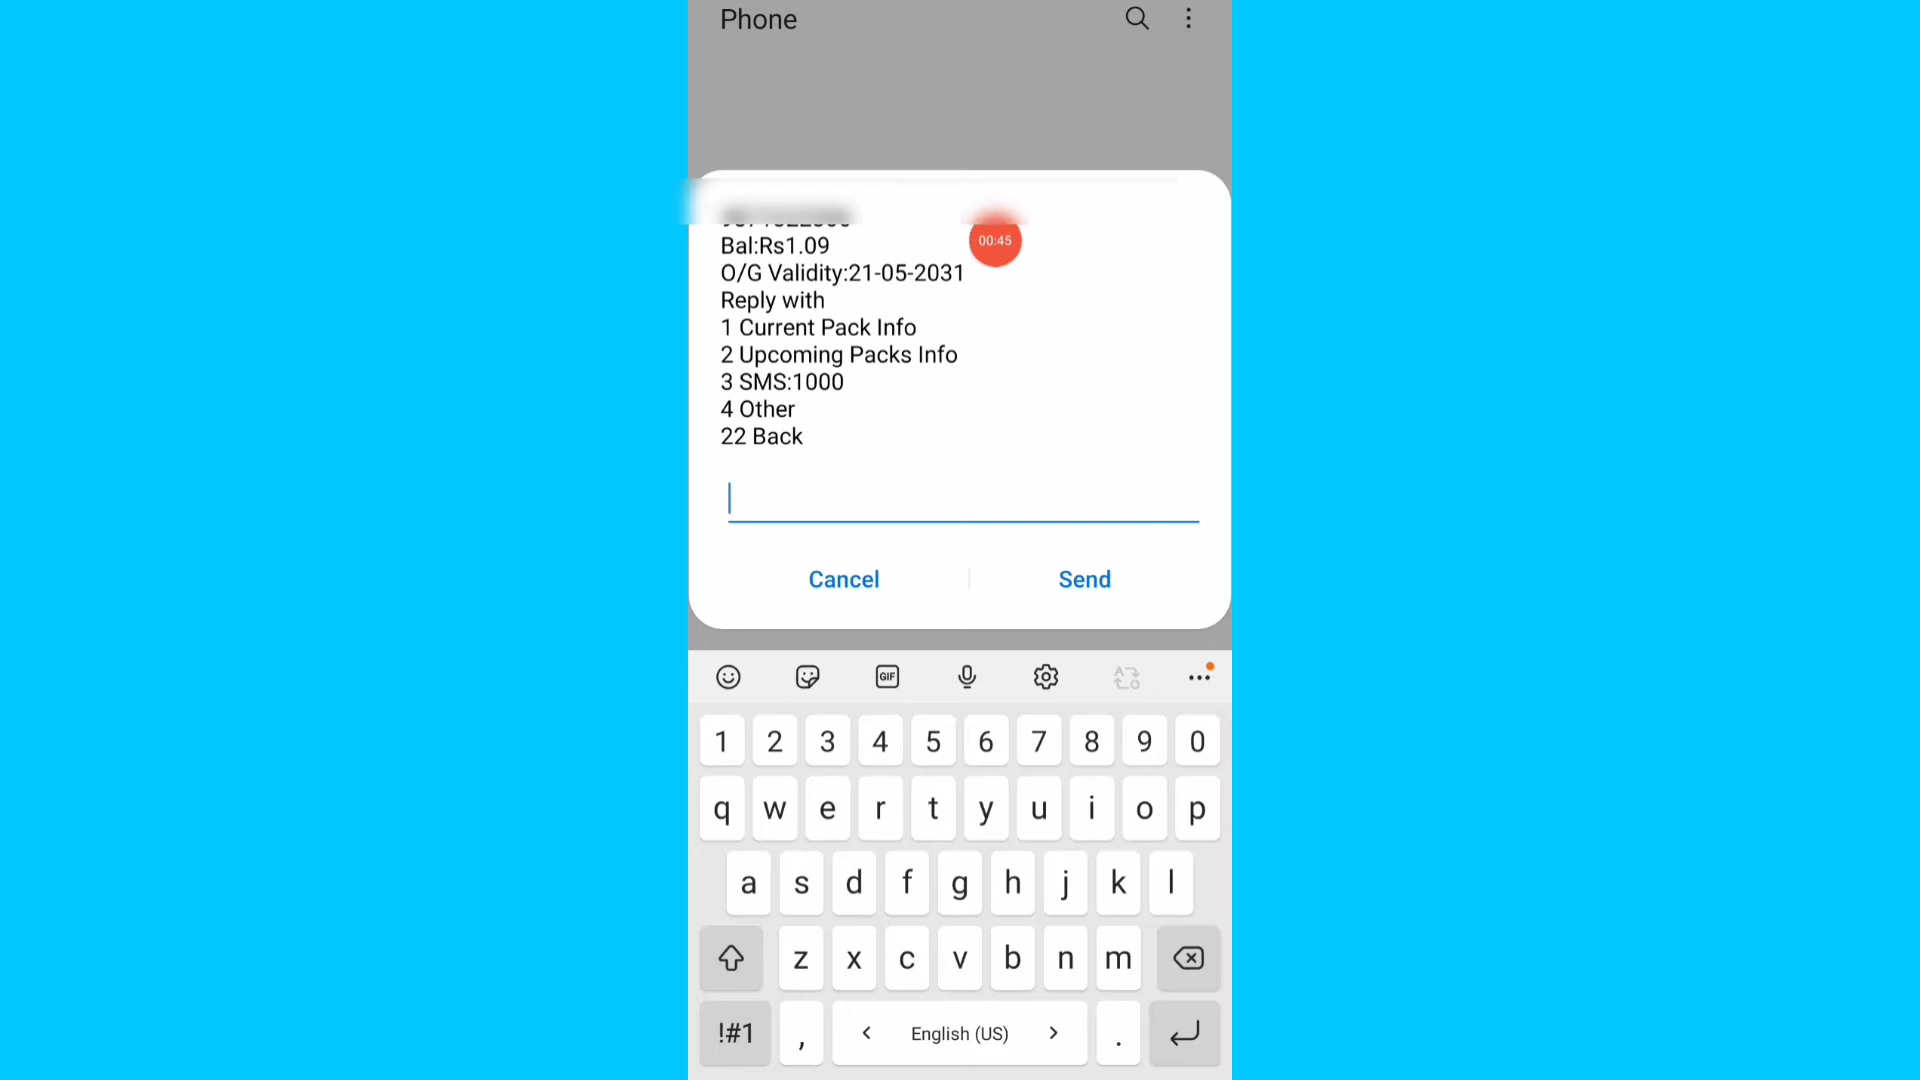 Phone
00:45
Bal:Rs1.09
O/G Validity:21-05-2031
Reply with
1 Current Pack Info
2 Upcoming Packs Info
3 SMS:1000
4 Other
22 Back
Cancel
Send
GIF
1 2 3 4 5 6 7 8 9 0
q w e r t y u i o p
a s d f g h j k l
z x c v b n m
!#1 , < English (US) > .